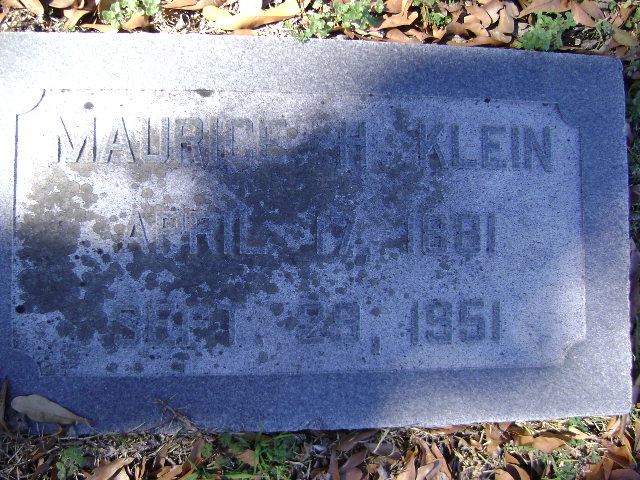 MAURICE H. KLEIN
APRIL 17, 1881
SEPT. 29, 1951